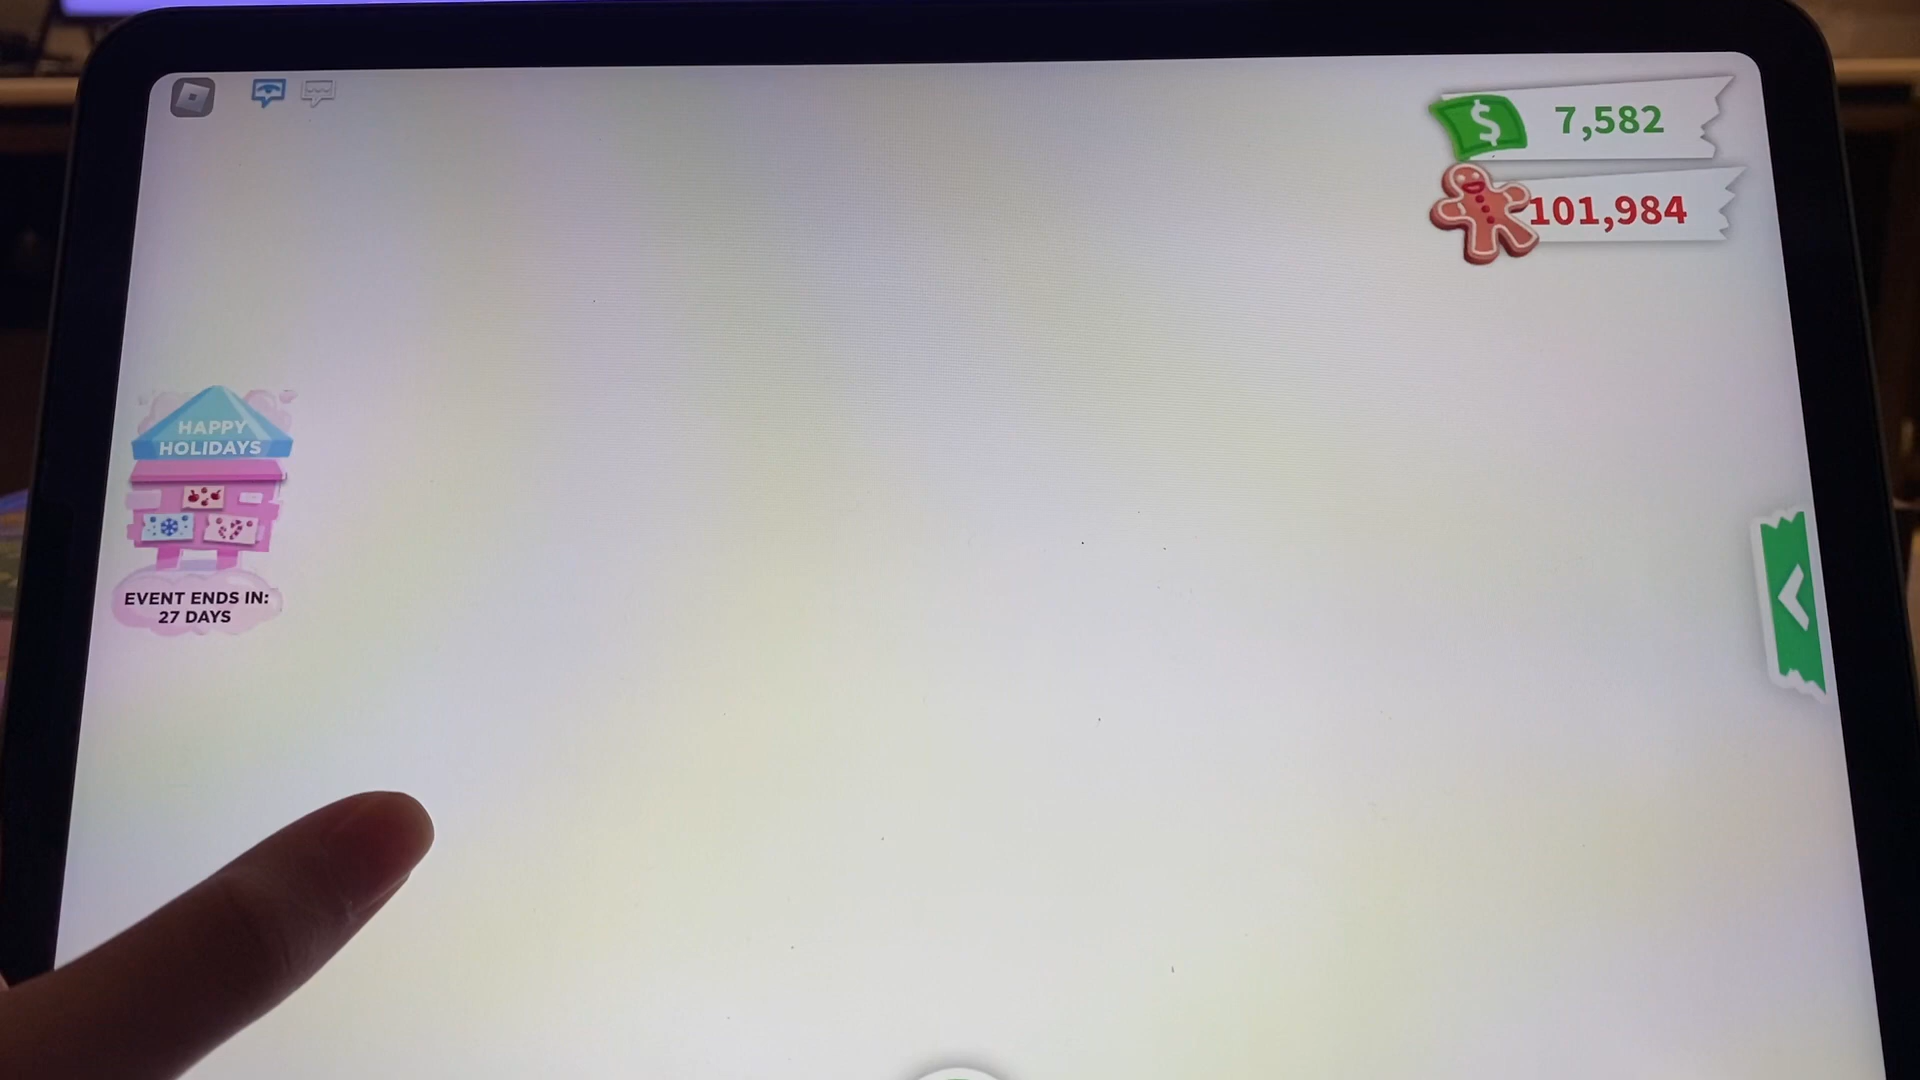 7,582
101,984
HAPPY
HOLIDAYS
EVENT ENDS IN:
27 DAYS